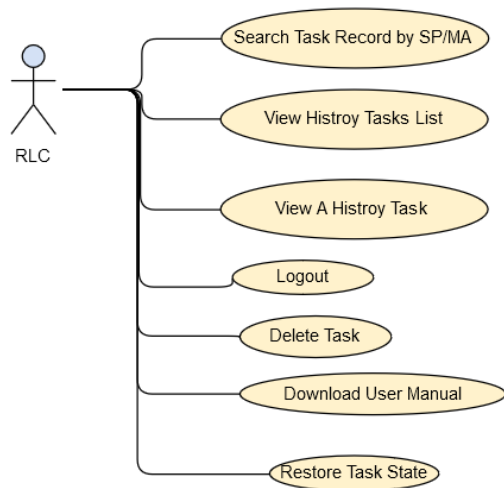 Search Task Record by SP/MA
View Histroy Tasks List
RLC
View A Histroy Task
Logout
Delete Task
Download User Manual
Restore Task State